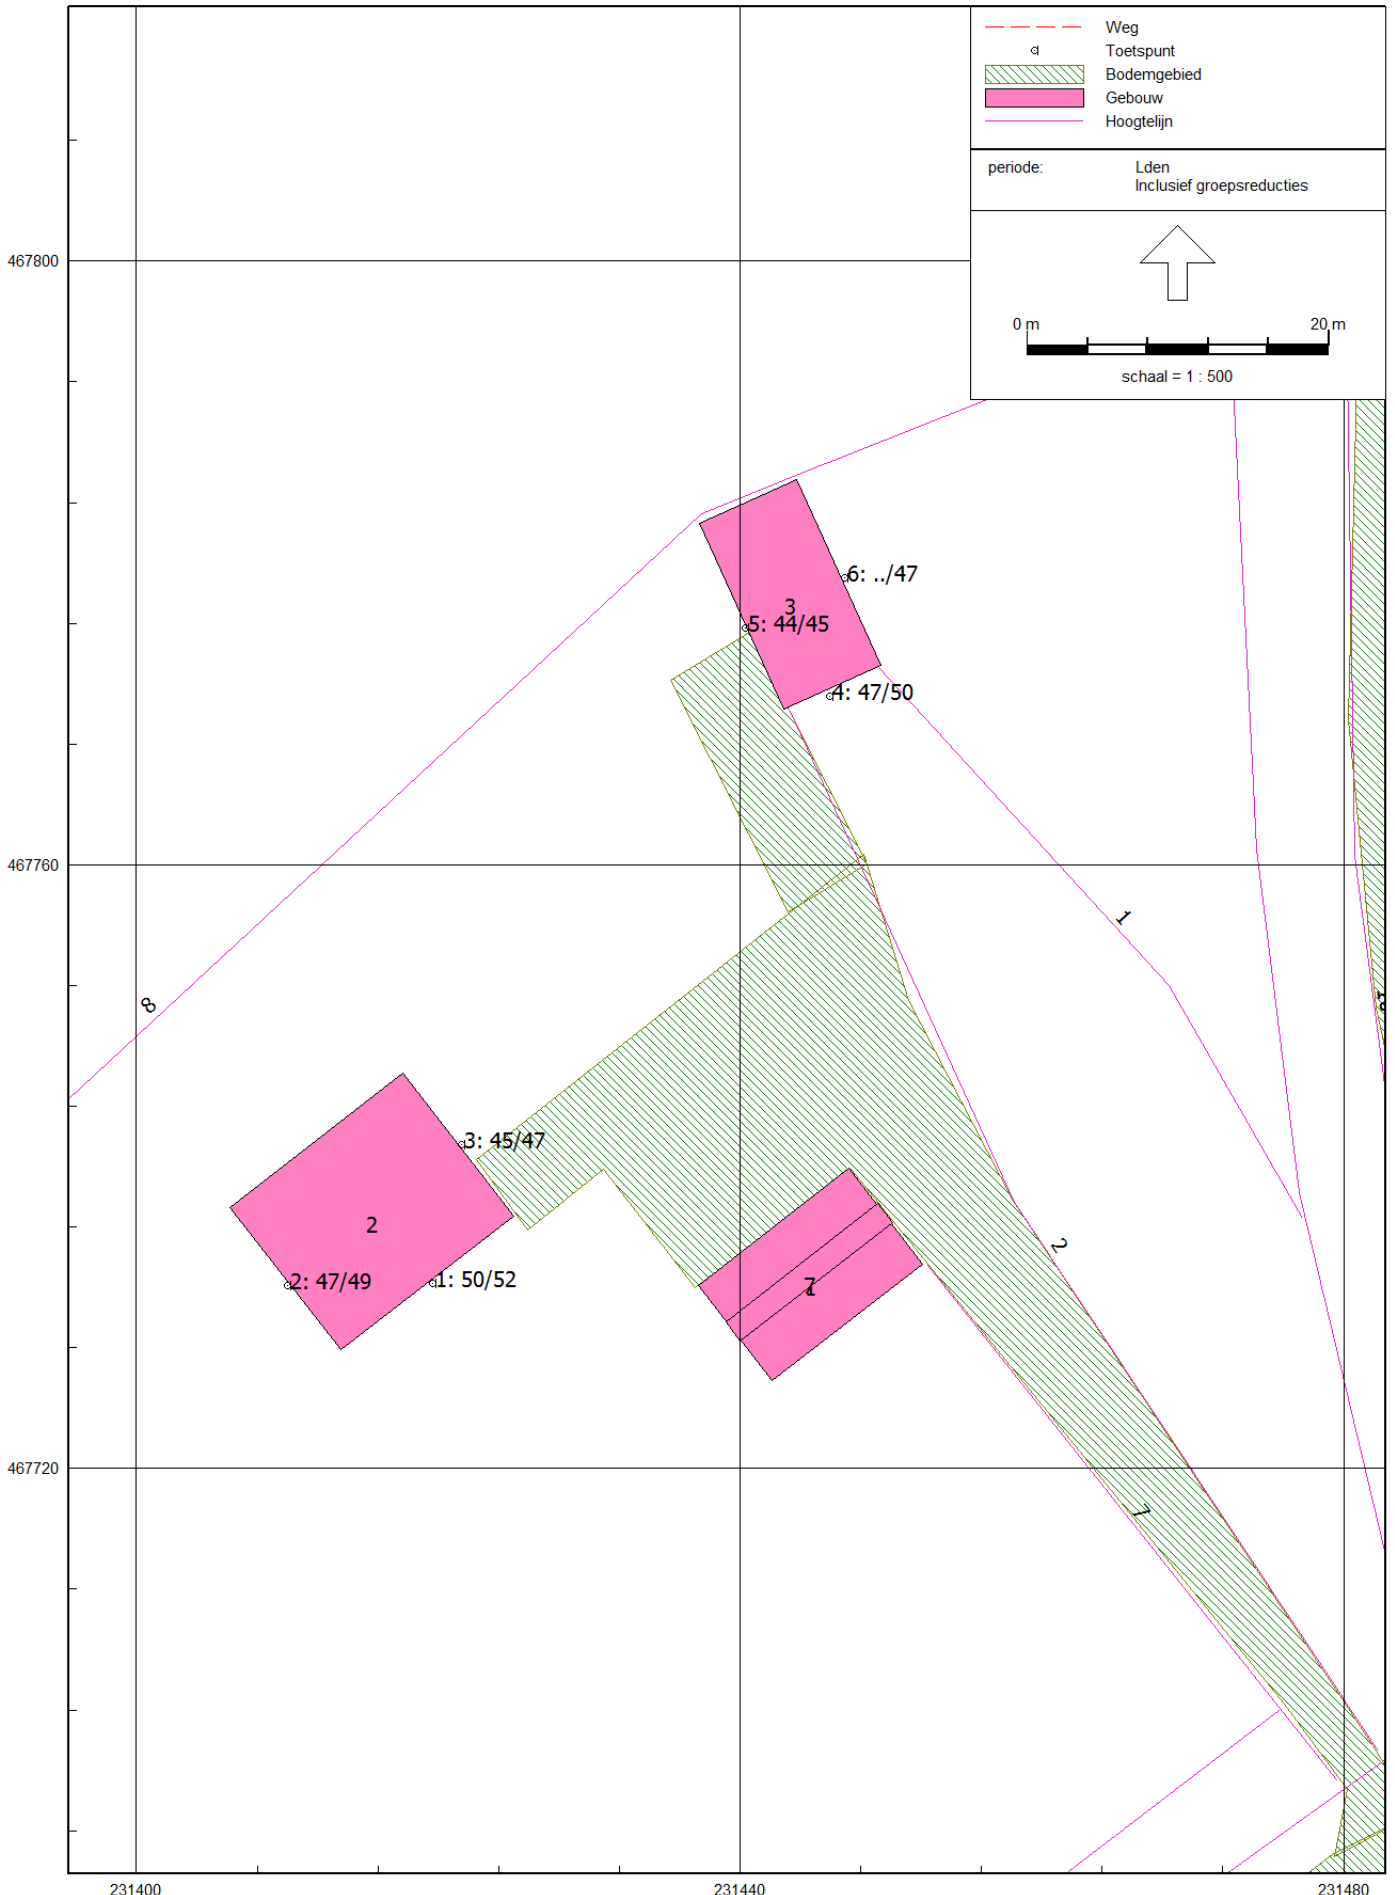 Weg
Toetspunt
Bodemgebied
Gebouw
Hoogtelijn
periode: Lden
Inclusief groepsreducties
0 m 20 m
schaal = 1 : 500
467800
6: ../47
3
5: 44/45
4: 47/50
467760
1
8
3: 45/47
2
2
2: 47/49
1: 50/52
7
467720
7
231400 231440 231480